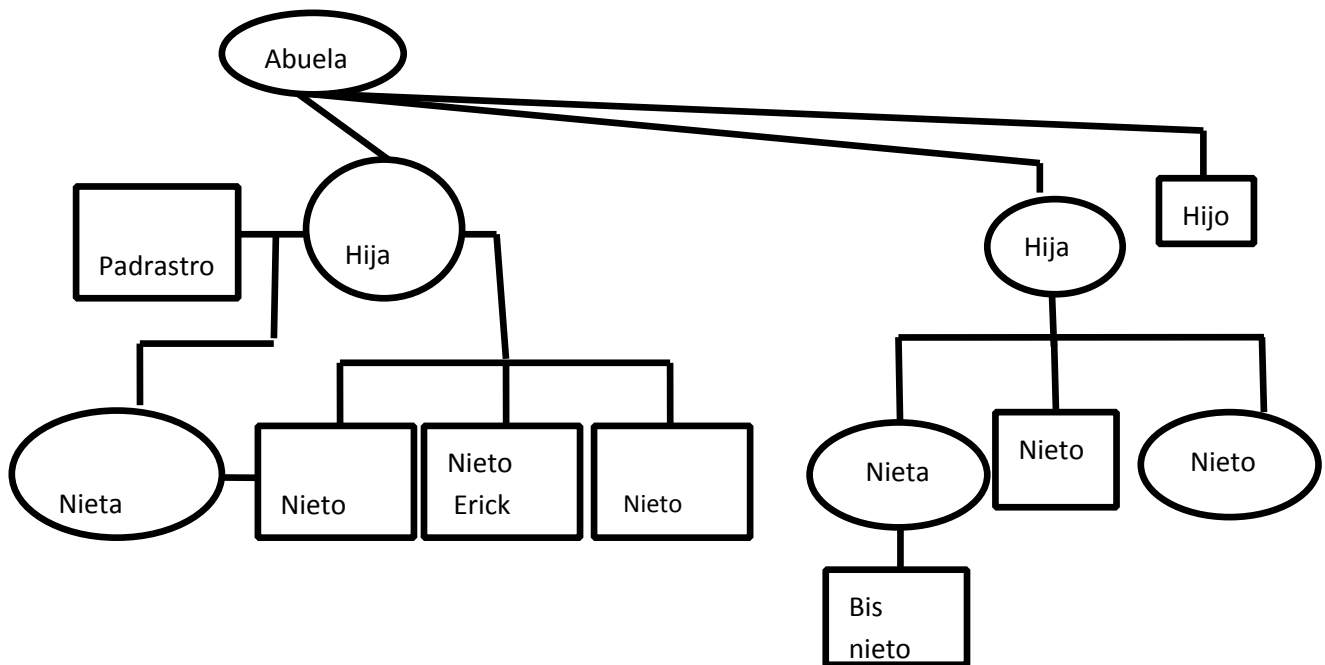 Abuela
Padrastro
Hija
Hija
Hijo
Nieta
Nieto
Nieto
Erick
Nieto
Nieta
Nieto
Nieto
Bis
nieto